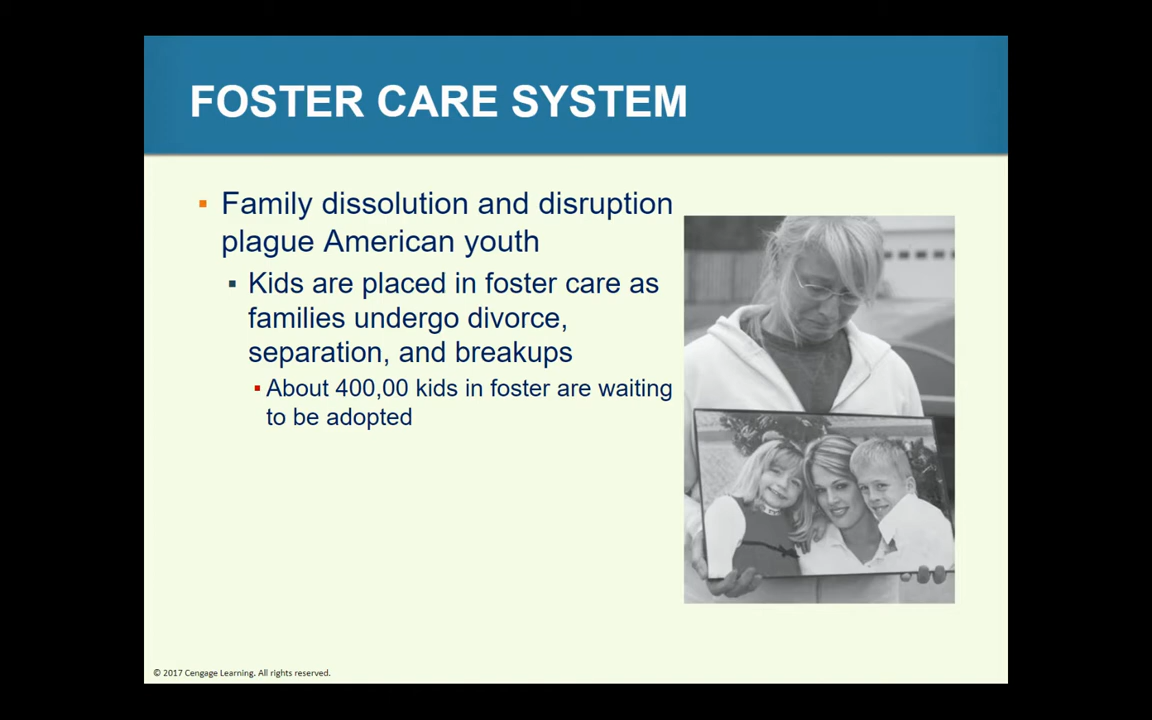 FOSTER CARE SYSTEM
▪ Family dissolution and disruption
plague American youth
▪ Kids are placed in foster care as
families undergo divorce,
separation, and breakups
▪ About 400,00 kids in foster are waiting
to be adopted
© 2017 Cengage Learning. All rights reserved.